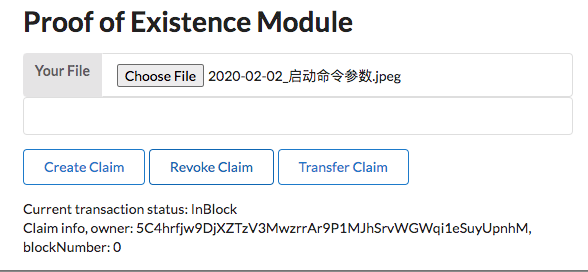 Proof of Existence Module
Your File
Choose File 2020-02-02_启动命令参数.jpeg
Create Claim Revoke Claim Transfer Claim
Current transaction status: InBlock
Claim info, owner: 5C4hrfjw9DjXZTzV3MwzrrAr9P1MJhSrvWGWqi1eSuyUpnhM,
blockNumber: 0